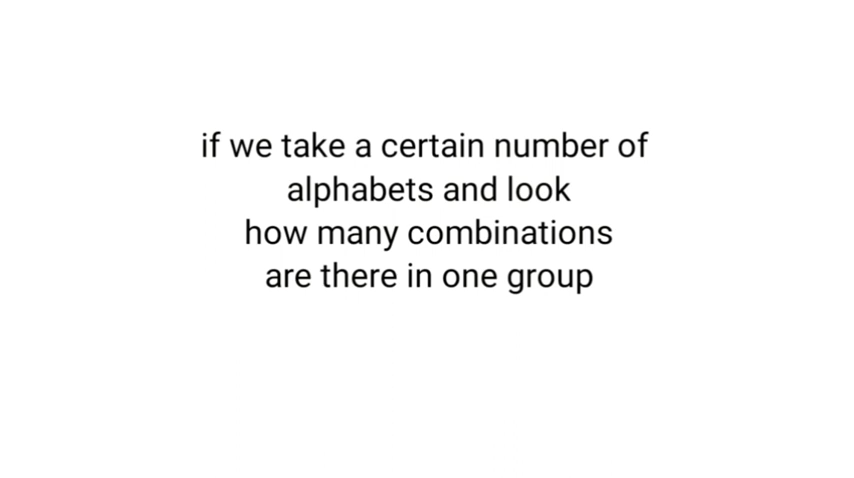 if we take a certain number of
alphabets and look
how many combinations
are there in one group